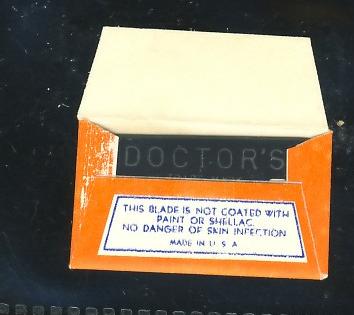 DOCTOR'S
THIS BLADE IS NOT COATED WITH
PAINT OR SHELLAC.
NO DANGER OF SKIN INFECTION
MADE IN U.S.A